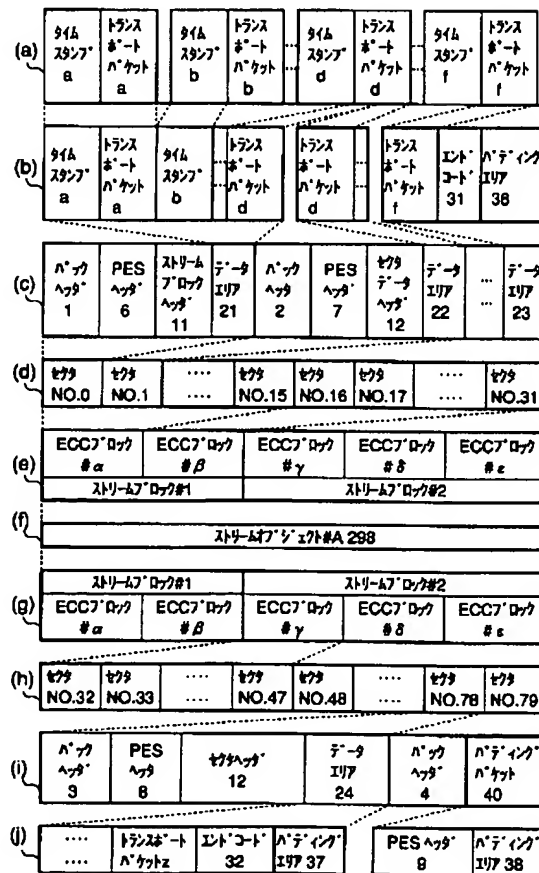 (a)
タイムスタンプ a
トランスポートパケット a
タイムスタンプ b
トランスポートパケット b
タイムスタンプ d
トランスポートパケット d
タイムスタンプ f
トランスポートパケット f
(b)
タイムスタンプ a
トランスポートパケット a
タイムスタンプ b
トランスポートパケット d
トランスポートパケット d
トランスポートパケット f
エンドコード 31
パディングエリア 36
(c)
パックヘッダ 1
PESヘッダ 6
ストリームブロックヘッダ 11
データエリア 21
パックヘッダ 2
PESヘッダ 7
セクタデータヘッダ 12
データエリア 22
....
データエリア 23
(d)
セクタ NO.0
セクタ NO.1
....
セクタ NO.15
セクタ NO.16
セクタ NO.17
....
セクタ NO.31
(e)
ECCブロック #α
ECCブロック #β
ECCブロック #γ
ECCブロック #δ
ECCブロック #ε
ストリームブロック#1
ストリームブロック#2
(f)
ストリームオブジェクト#A 298
(g)
ストリームブロック#1
ストリームブロック#2
ECCブロック #α
ECCブロック #β
ECCブロック #γ
ECCブロック #δ
ECCブロック #ε
(h)
セクタ NO.32
セクタ NO.33
....
セクタ NO.47
セクタ NO.48
....
セクタ NO.78
セクタ NO.79
(i)
パックヘッダ 3
PESヘッダ 8
セクタヘッダ 12
データエリア 24
パックヘッダ 4
パディングパケット 40
(j)
....
トランスポートパケットz
エンドコード 32
パディングエリア 37
PESヘッダ 9
パディングエリア 38